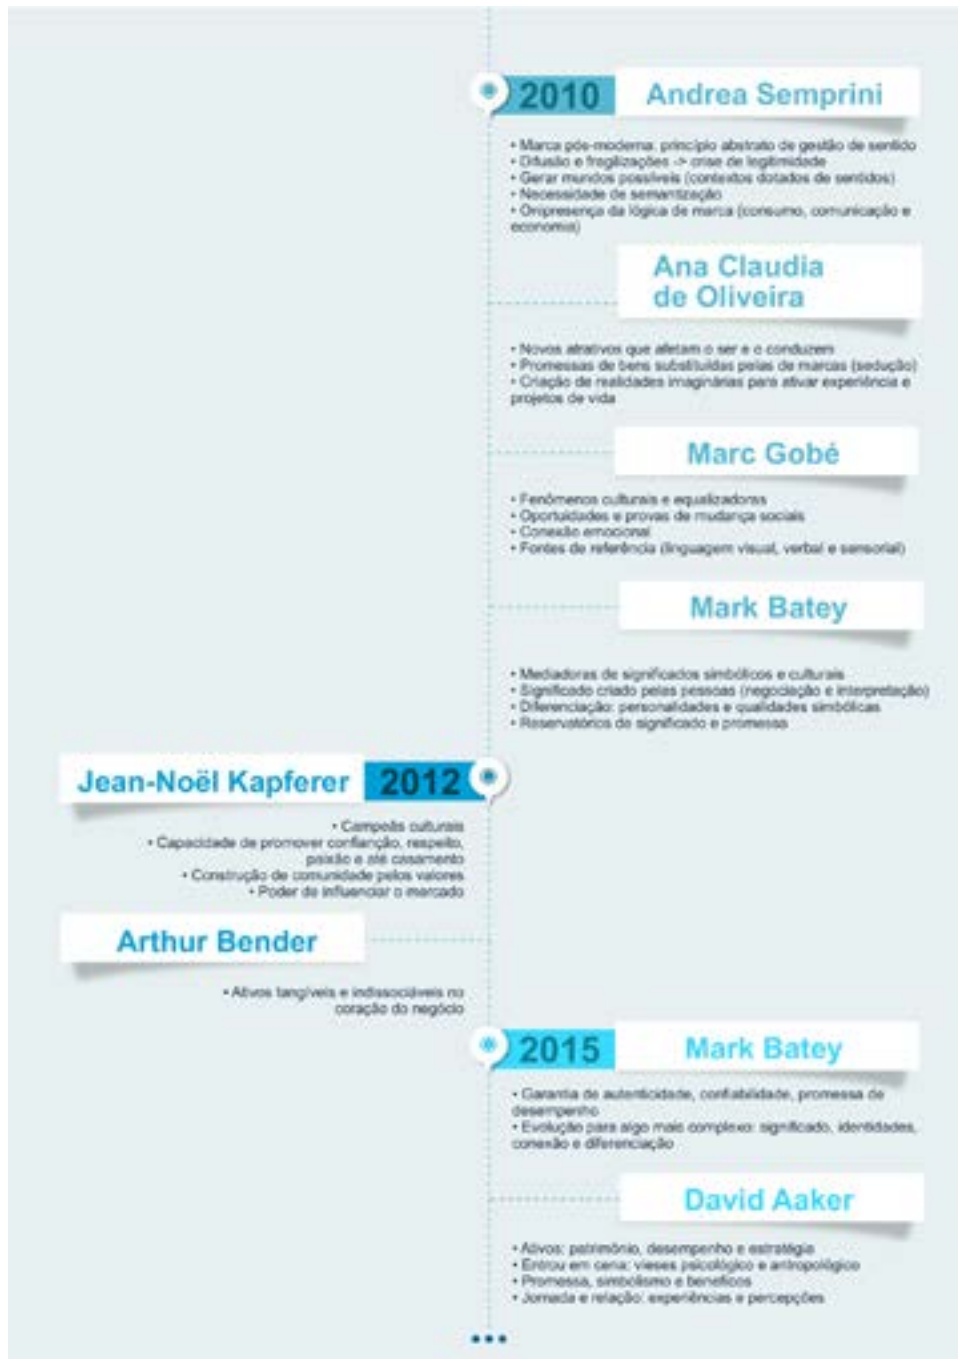 2010 Andrea Semprini
• Marca pós-moderna: princípio abstrato de gestão de sentido
• Difusão e fragilizações -> crise de legitimidade
• Gerar mundos possíveis (contextos dotados de sentidos)
• Necessidade de semantização
• Onipresença da lógica de marca (consumo, comunicação e
economia)
Ana Claudia
de Oliveira
• Novos atrativos que afetam o ser e o conduzem
• Promessas de bens substituídas pelas de marcas (sedução)
• Criação de realidades imaginárias para ativar experiência e
projetos de vida
Marc Gobé
• Fenômenos culturais e equalizadoras
• Oportuidades e provas de mudança sociais
• Conexão emocional
• Fontes de referência (linguagem visual, verbal e sensorial)
Mark Batey
• Mediadoras de significados simbólicos e culturais
• Significado criado pelas pessoas (negociação e interpretação)
• Diferenciação: personalidades e qualidades simbólicas
• Reservatórios de significado e promessa
Jean-Noël Kapferer 2012
• Campeãs culturais
• Capacidade de promover confianção, respeito,
paixão e até casamento
• Construção de comunidade pelos valores
• Poder de influenciar o mercado
Arthur Bender
• Ativos tangíveis e indissociáveis no
coração do negócio
2015 Mark Batey
• Garantia de autenticidade, confiabilidade, promessa de
desempenho
• Evolução para algo mais complexo: significado, identidades,
conexão e diferenciação
David Aaker
• Ativos: patrimônio, desempenho e estratégia
• Entrou em cena: vieses psicológico e antropológico
• Promessa, simbolismo e benefícos
• Jornada e relação: experiências e percepções